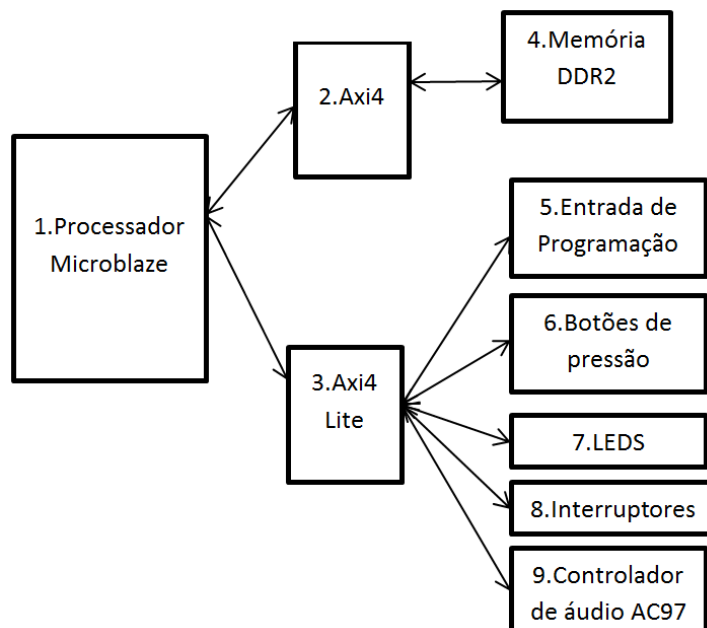 4.Memória
DDR2
2.Axi4
1.Processador
Microblaze
5.Entrada de
Programação
6.Botões de
pressão
3.Axi4
Lite
7.LEDS
8.Interruptores
9.Controlador
de áudio AC97